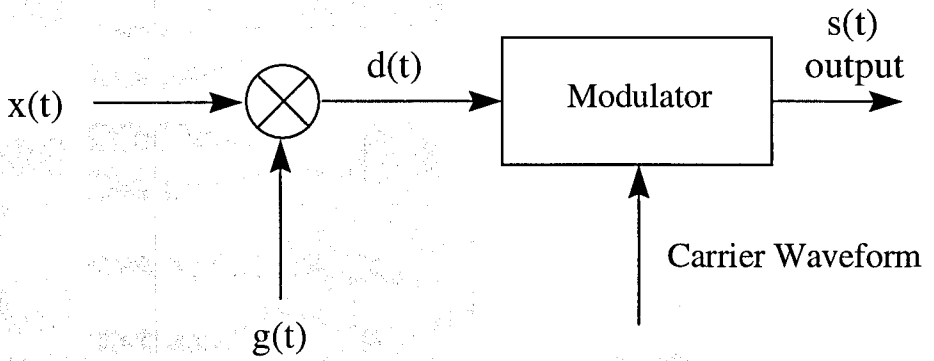 s(t)
output
d(t)
Modulator
x(t)
Carrier Waveform
g(t)